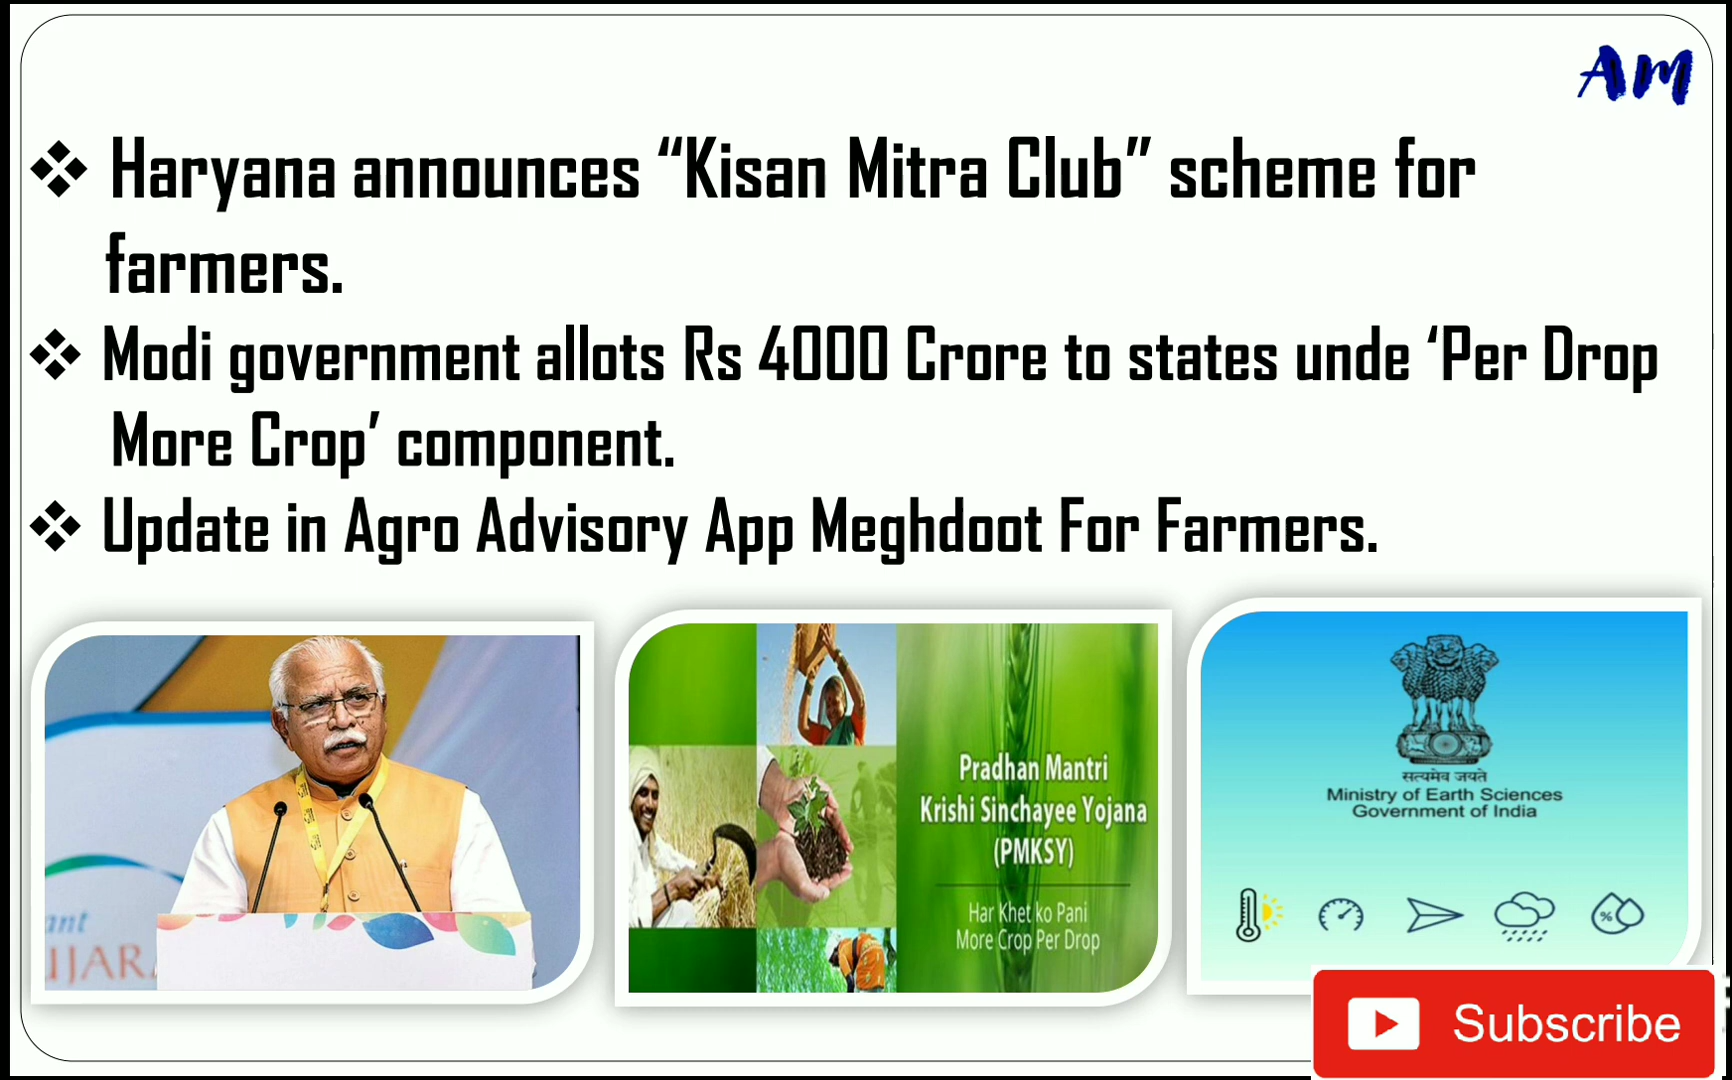 AM
❖ Haryana announces “Kisan Mitra Club” scheme for
farmers.
❖ Modi government allots Rs 4000 Crore to states unde ‘Per Drop
More Crop’ component.
❖ Update in Agro Advisory App Meghdoot For Farmers.
ant
UJARA
Pradhan Mantri
Krishi Sinchayee Yojana
(PMKSY)
Har Khet ko Pani
More Crop Per Drop
सत्यमेव जयते
Ministry of Earth Sciences
Government of India
%
Subscribe